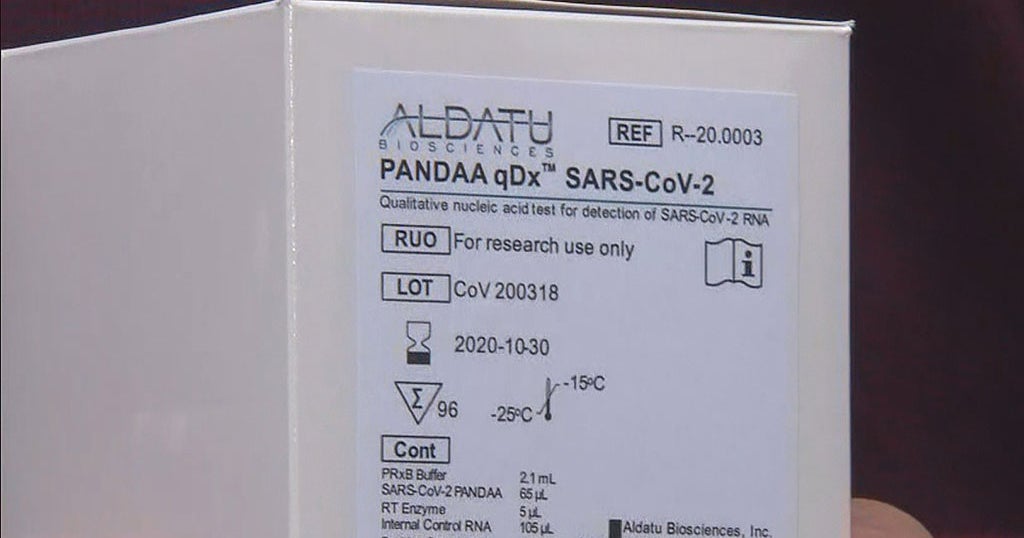 ALDATU
BIOSCIENCES
REF R--20.0003
PANDAA qDx™ SARS-CoV-2
Qualitative nucleic acid test for detection of SARS-CoV-2 RNA
RUO For research use only
i
LOT CoV 200318
2020-10-30
Σ 96
-25ºC -15ºC
Cont
PRxB Buffer 2.1 mL
SARS-CoV-2 PANDAA 65 µL
RT Enzyme 5 µL
Internal Control RNA 105 µL
Aldatu Biosciences, Inc.